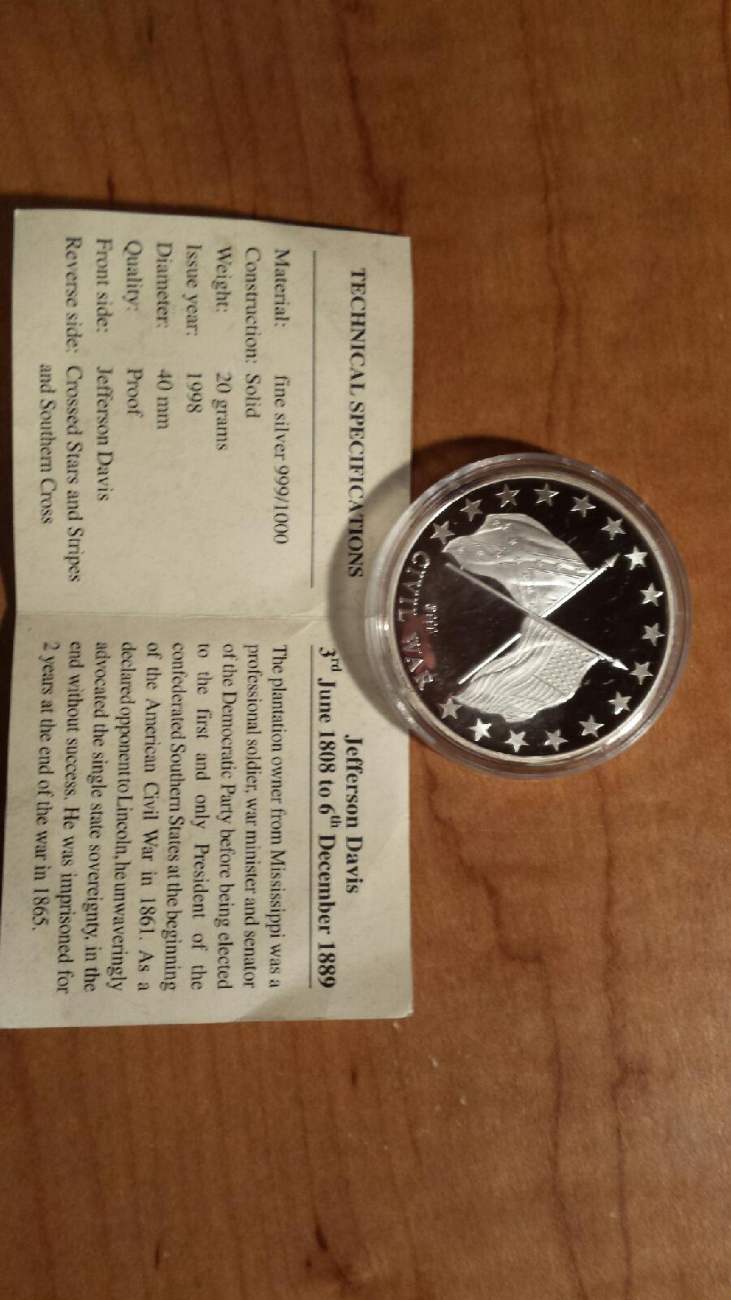 TECHNICAL SPECIFICATIONS
Material: fine silver 999/1000
Construction: Solid
Weight: 20 grams
Issue year: 1998
Diameter: 40 mm
Quality: Proof
Front side: Jefferson Davis
Reverse side: Crossed Stars and Stripes
and Southern Cross
Jefferson Davis
3rd June 1808 to 6th December 1889
The plantation owner from Mississippi was a
professional soldier, war minister and senator
of the Democratic Party before being elected
to the first and only President of the
confederated Southern States at the beginning
of the American Civil War in 1861. As a
declared opponent to Lincoln, he unwaveringly
advocated the single state sovereignty, in the
end without success. He was imprisoned for
2 years at the end of the war in 1865.
CIVIL WAR